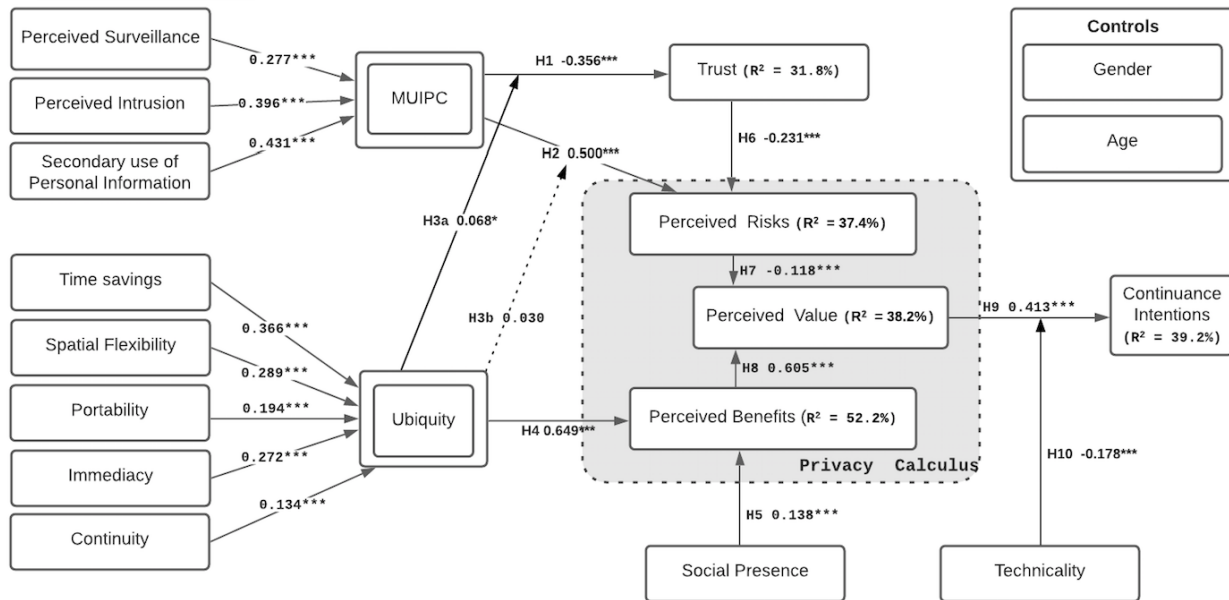 Perceived Surveillance
0.277***
Perceived Intrusion
0.396***
Secondary use of
Personal Information
0.431***
MUIPC
H1 -0.356***
Trust (R² = 31.8%)
Controls
Gender
Age
H2 0.500***
H6 -0.231***
H3a 0.068*
H3b 0.030
Perceived Risks (R² = 37.4%)
H7 -0.118***
Perceived Value (R² = 38.2%)
H9 0.413***
Continuance
Intentions
(R² = 39.2%)
H8 0.605***
Perceived Benefits (R² = 52.2%)
Privacy Calculus
Time savings
0.366***
Spatial Flexibility
0.289***
Portability
0.194***
Immediacy
0.272***
Continuity
0.134***
Ubiquity
H4 0.649***
H10 -0.178***
H5 0.138***
Social Presence
Technicality